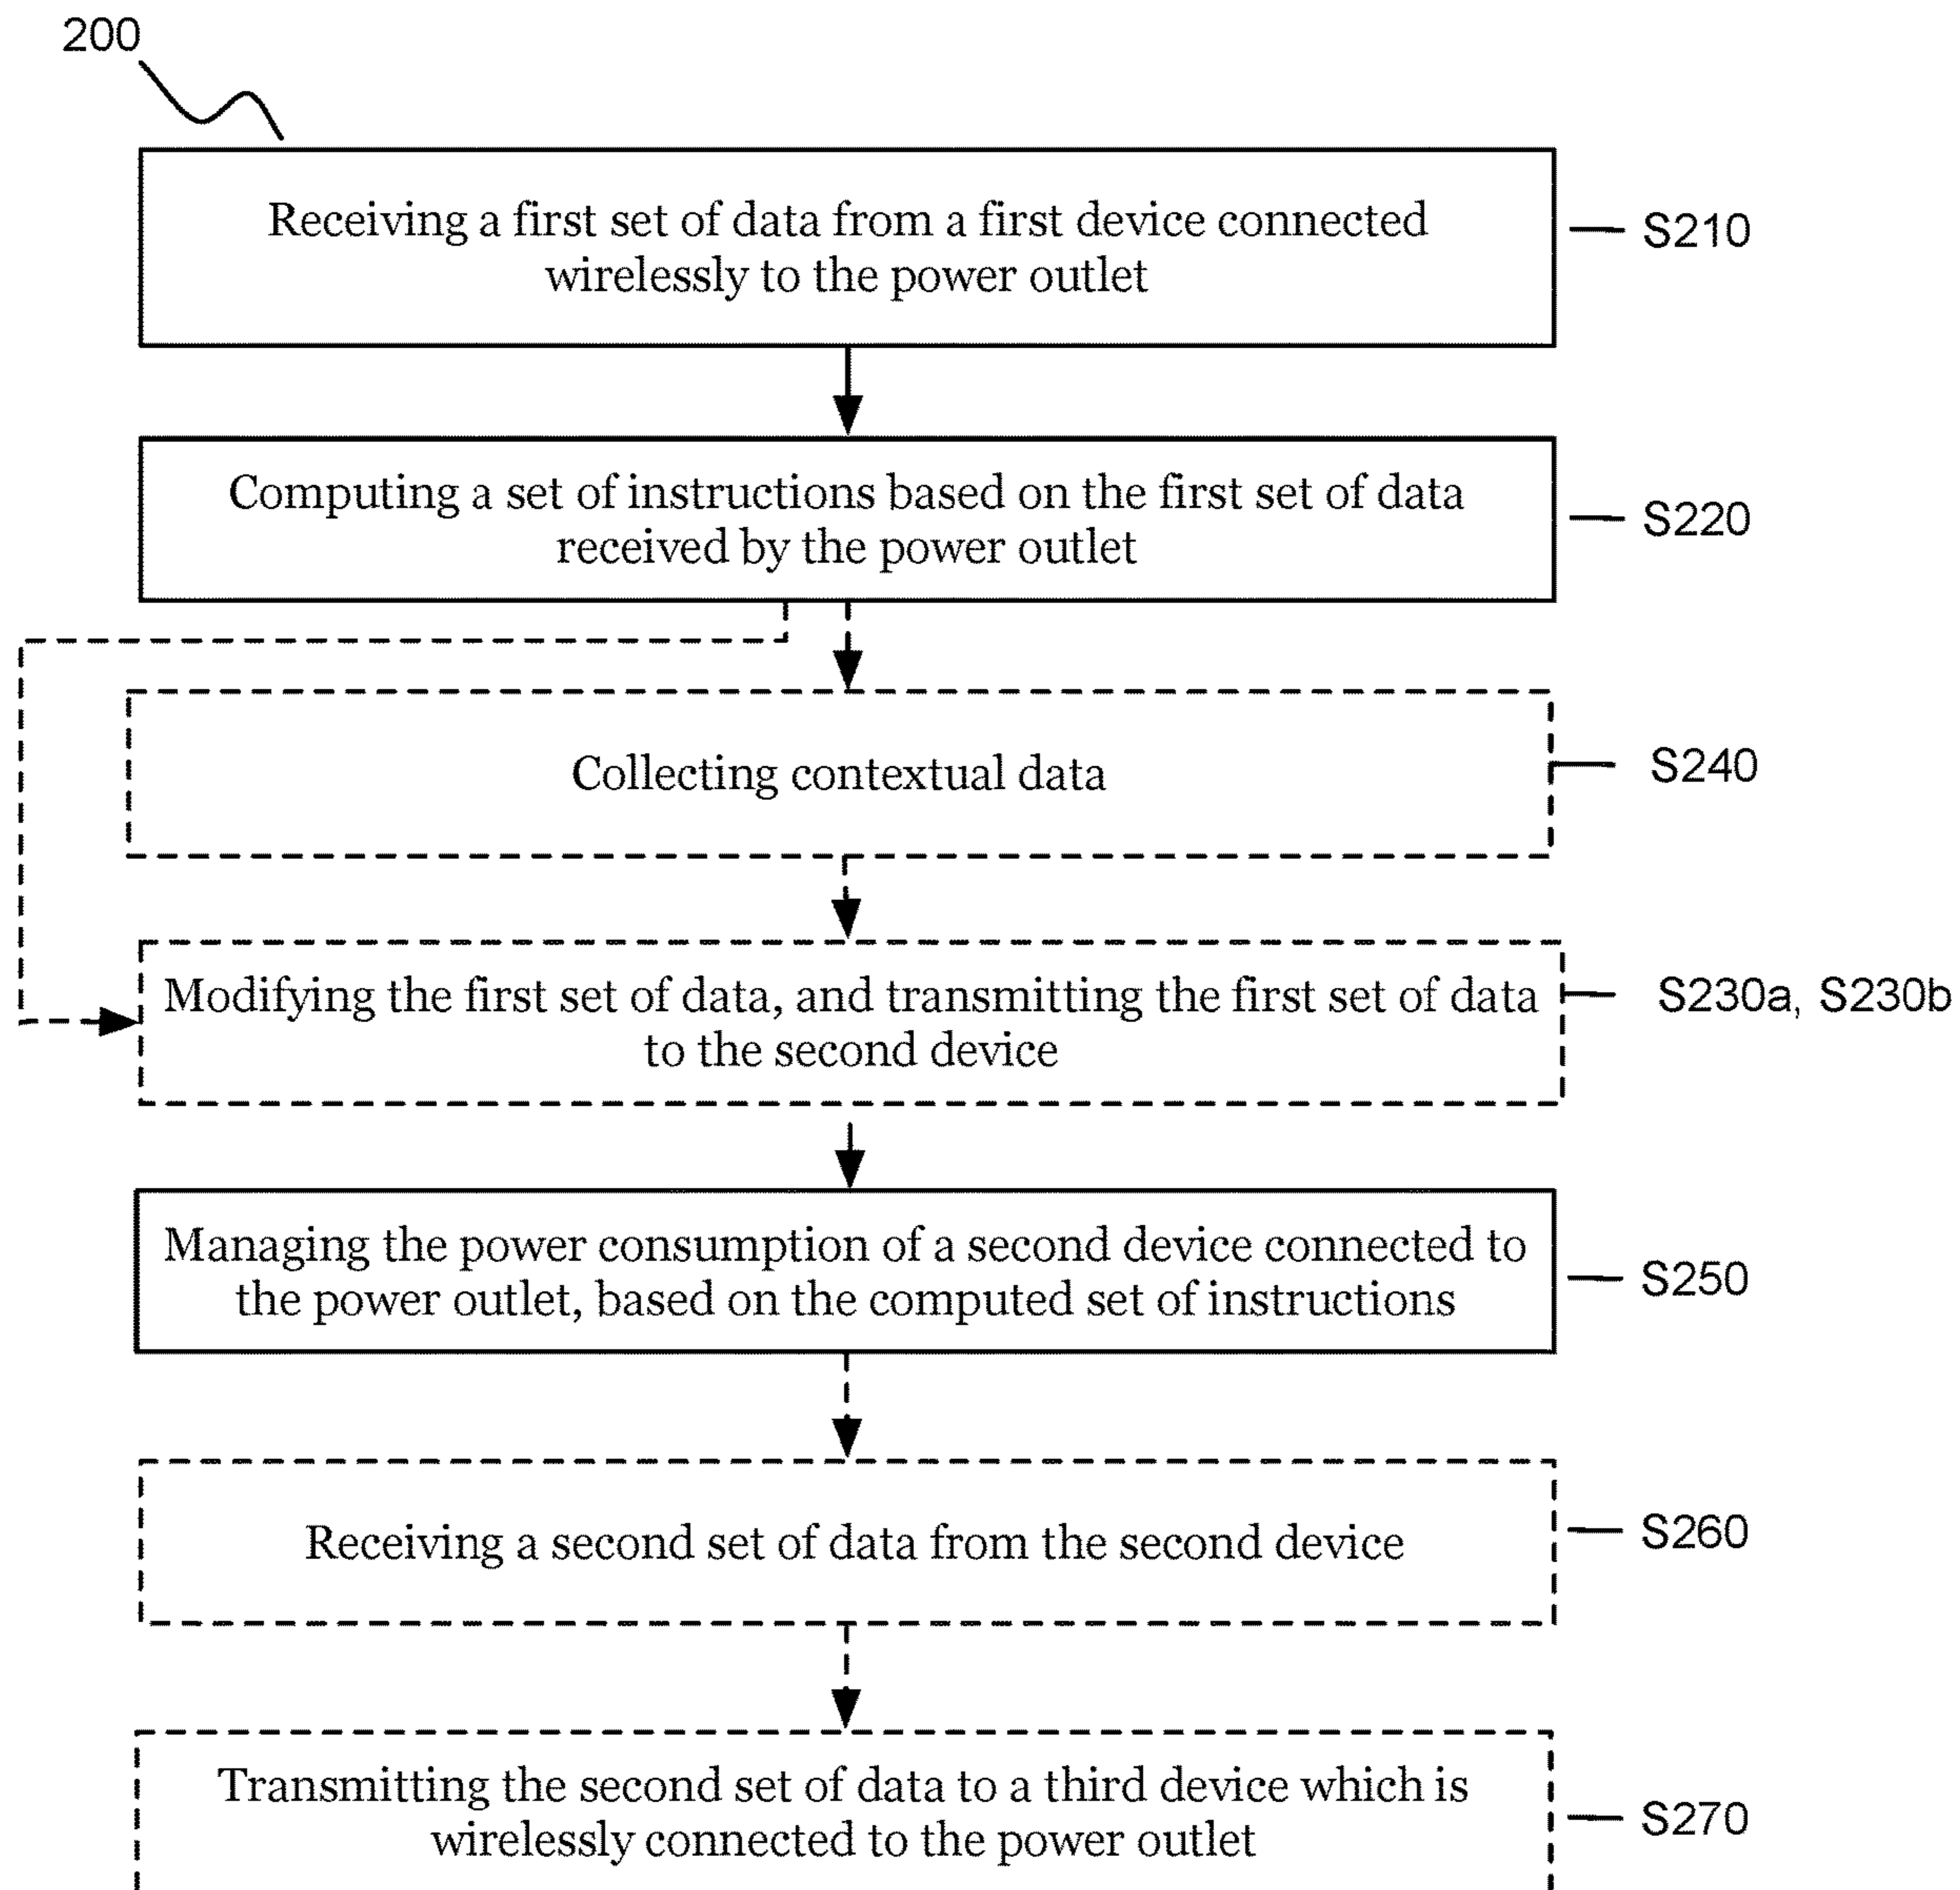 200
Receiving a first set of data from a first device connected
wirelessly to the power outlet
S210
Computing a set of instructions based on the first set of data
received by the power outlet
S220
Collecting contextual data
S240
Modifying the first set of data, and transmitting the first set of data
to the second device
S230a, S230b
Managing the power consumption of a second device connected to
the power outlet, based on the computed set of instructions
S250
Receiving a second set of data from the second device
S260
Transmitting the second set of data to a third device which is
wirelessly connected to the power outlet
S270